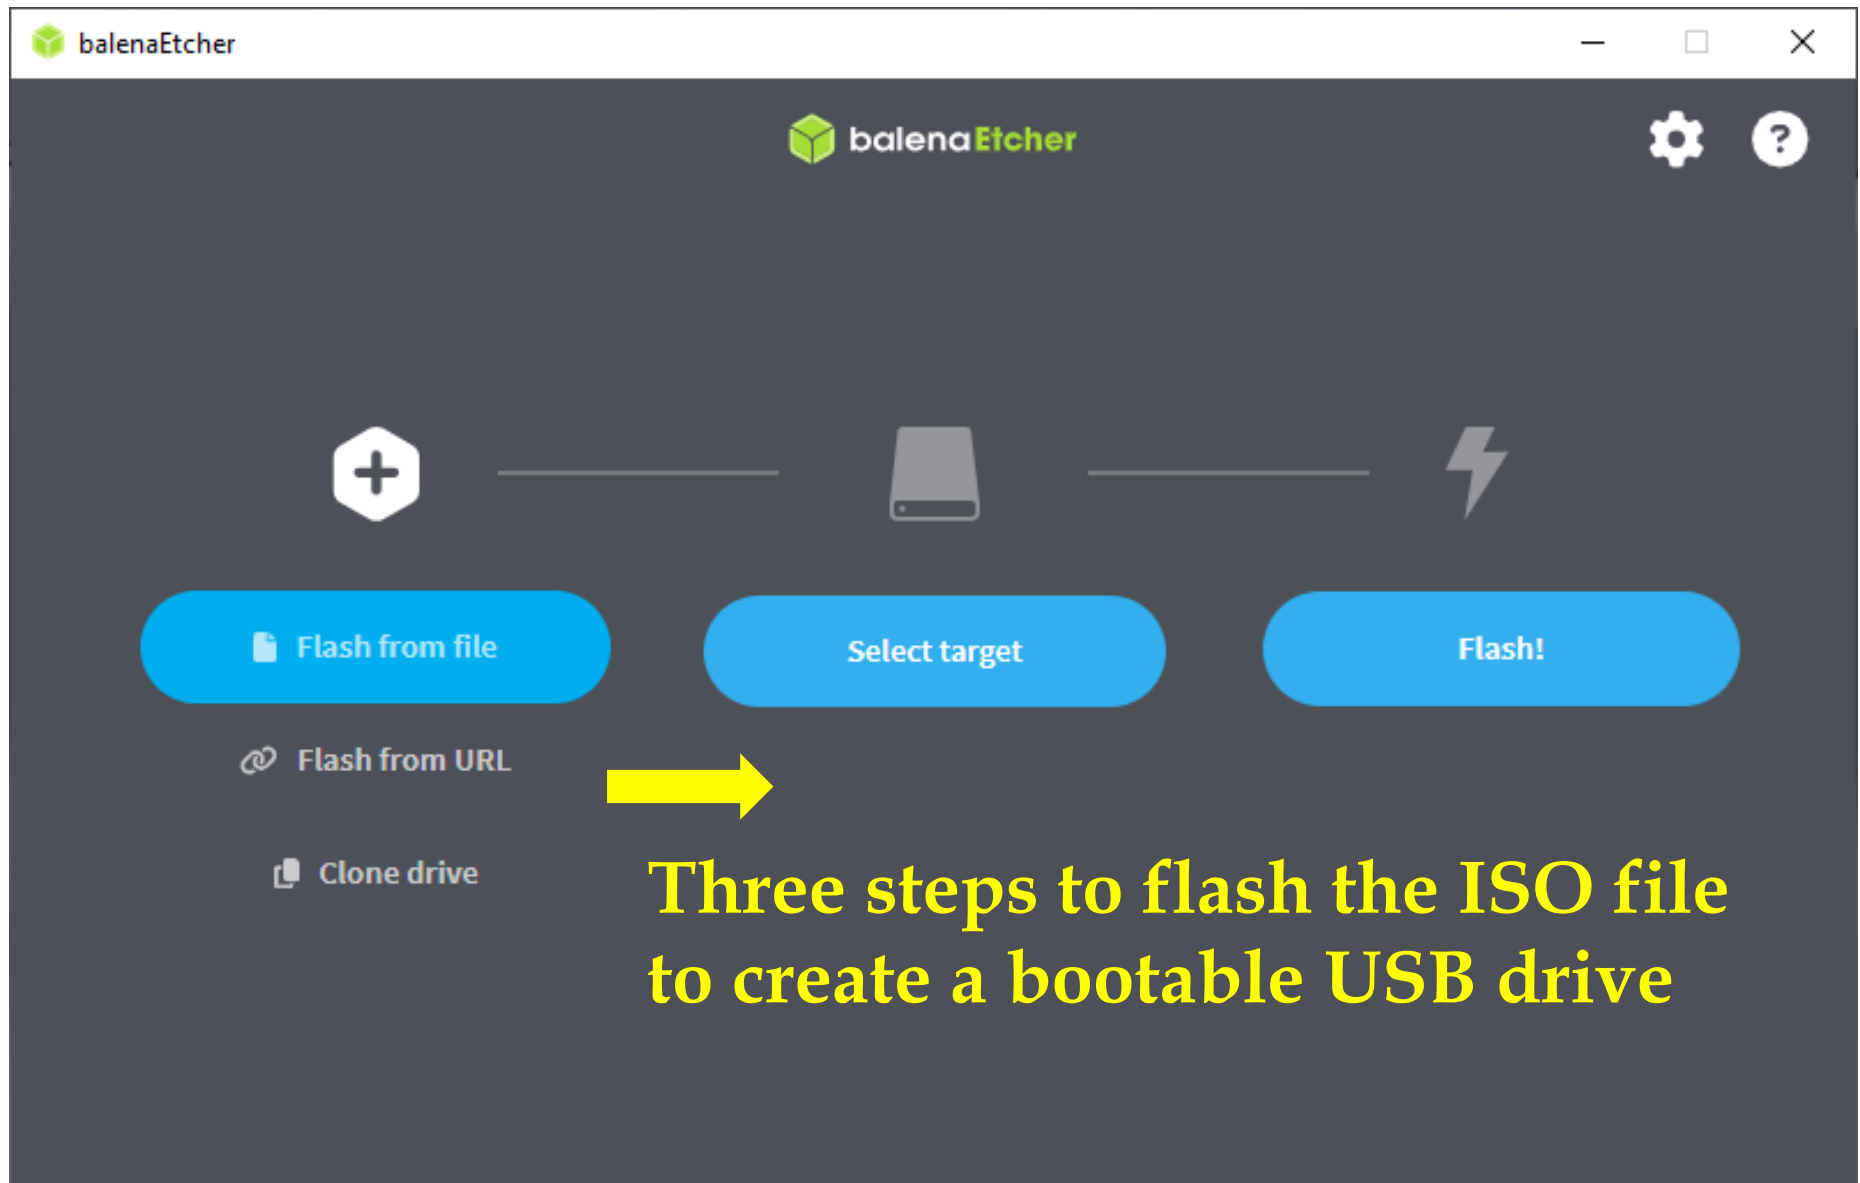 balenaEtcher
balenaEtcher
?
Flash from file
Select target
Flash!
Flash from URL
Clone drive
Three steps to flash the ISO file
to create a bootable USB drive